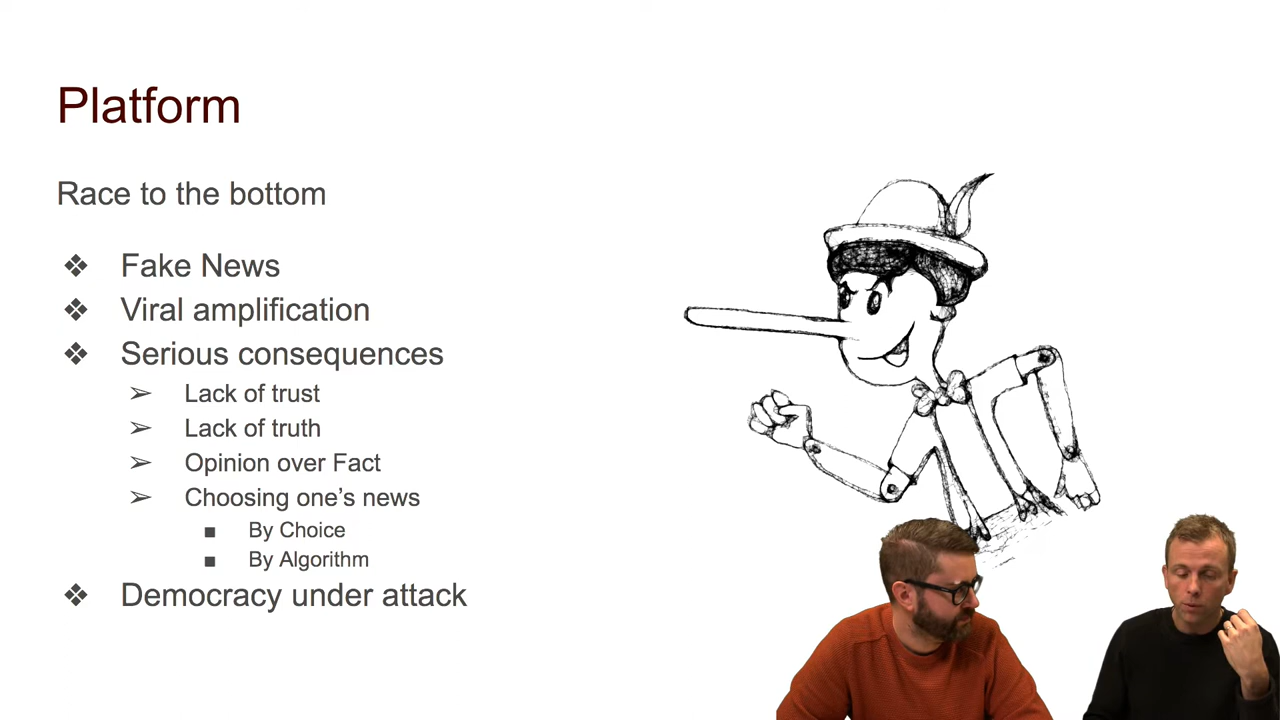 Platform
Race to the bottom
❖ Fake News
❖ Viral amplification
❖ Serious consequences
➢ Lack of trust
➢ Lack of truth
➢ Opinion over Fact
➢ Choosing one's news
■ By Choice
■ By Algorithm
❖ Democracy under attack